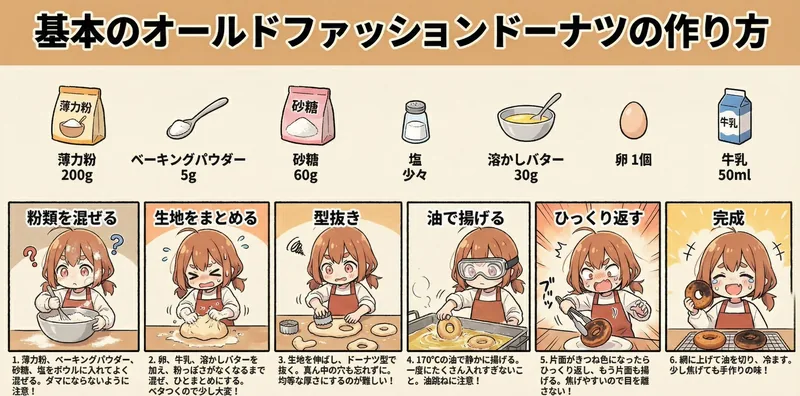 基本のオールドファッションドーナツの作り方
薄力粉
砂糖
牛乳
薄力粉
200g
ベーキングパウダー
5g
砂糖
60g
塩
少々
溶かしバター
30g
卵 1個
牛乳
50ml
粉類を混ぜる
1. 薄力粉、ベーキングパウダー、
砂糖、塩をボウルに入れてよく
混ぜる。ダマにならないように
注意!
生地をまとめる
2. 卵、牛乳、溶かしバターを
加え、粉っぽさがなくなるまで
混ぜ、ひとまとめにする。
ベタつくので少し大変!
型抜き
3. 生地を伸ばし、ドーナツ型で
抜く。真ん中の穴も忘れずに。
均等な厚さにするのが難しい!
油で揚げる
4. 170℃の油で静かに揚げる。
一度にたくさん入れすぎないこ
と。油跳ねに注意!
ひっくり返す
ブズッ
5. 片面がきつね色になったら
ひっくり返し、もう片面も揚
げる。焦げやすいので目を離
さない!
完成
6. 網に上げて油を切り、冷ます。
少し焦げても手作りの味!